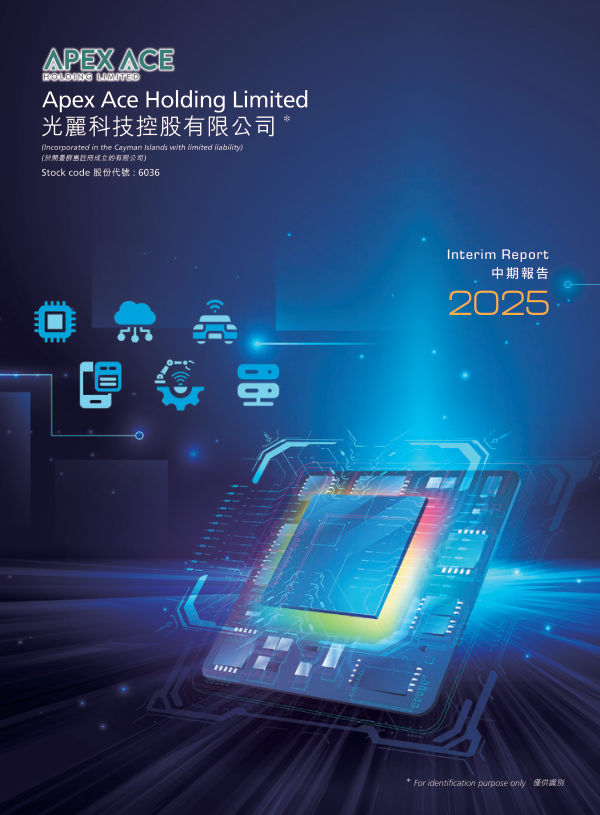 APEX ACE
HOLDING LIMITED
Apex Ace Holding Limited
光麗科技控股有限公司 *
(Incorporated in the Cayman Islands with limited liability)
(於開曼群島註冊成立的有限公司)
Stock code 股份代號 : 6036
Interim Report
中期報告
2025
* For identification purpose only 僅供識別